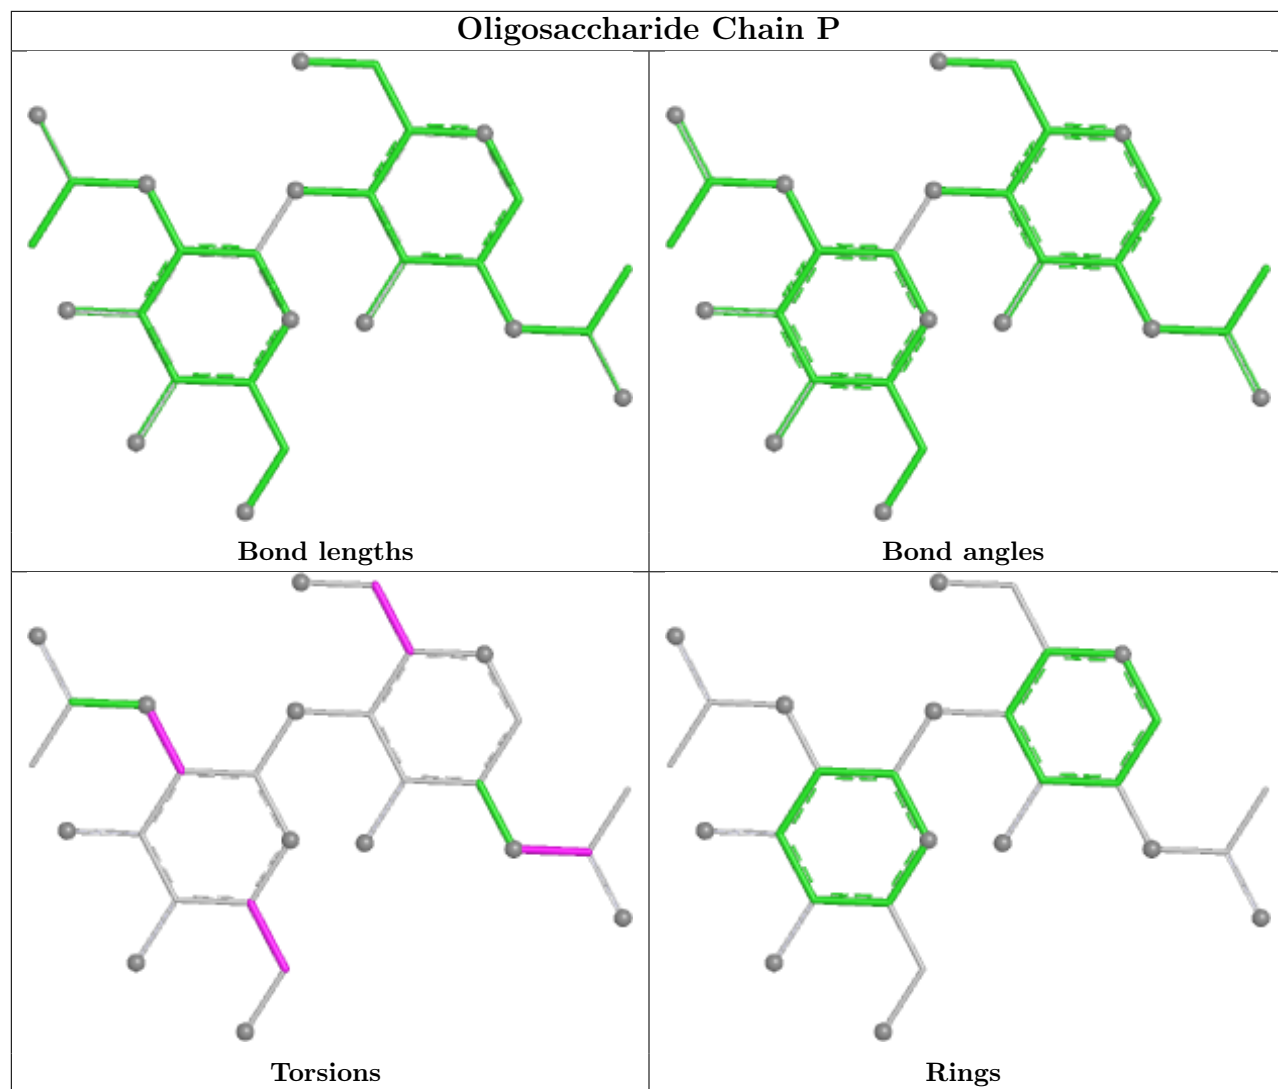 Oligosaccharide Chain P
Bond lengths
Bond angles
Torsions
Rings